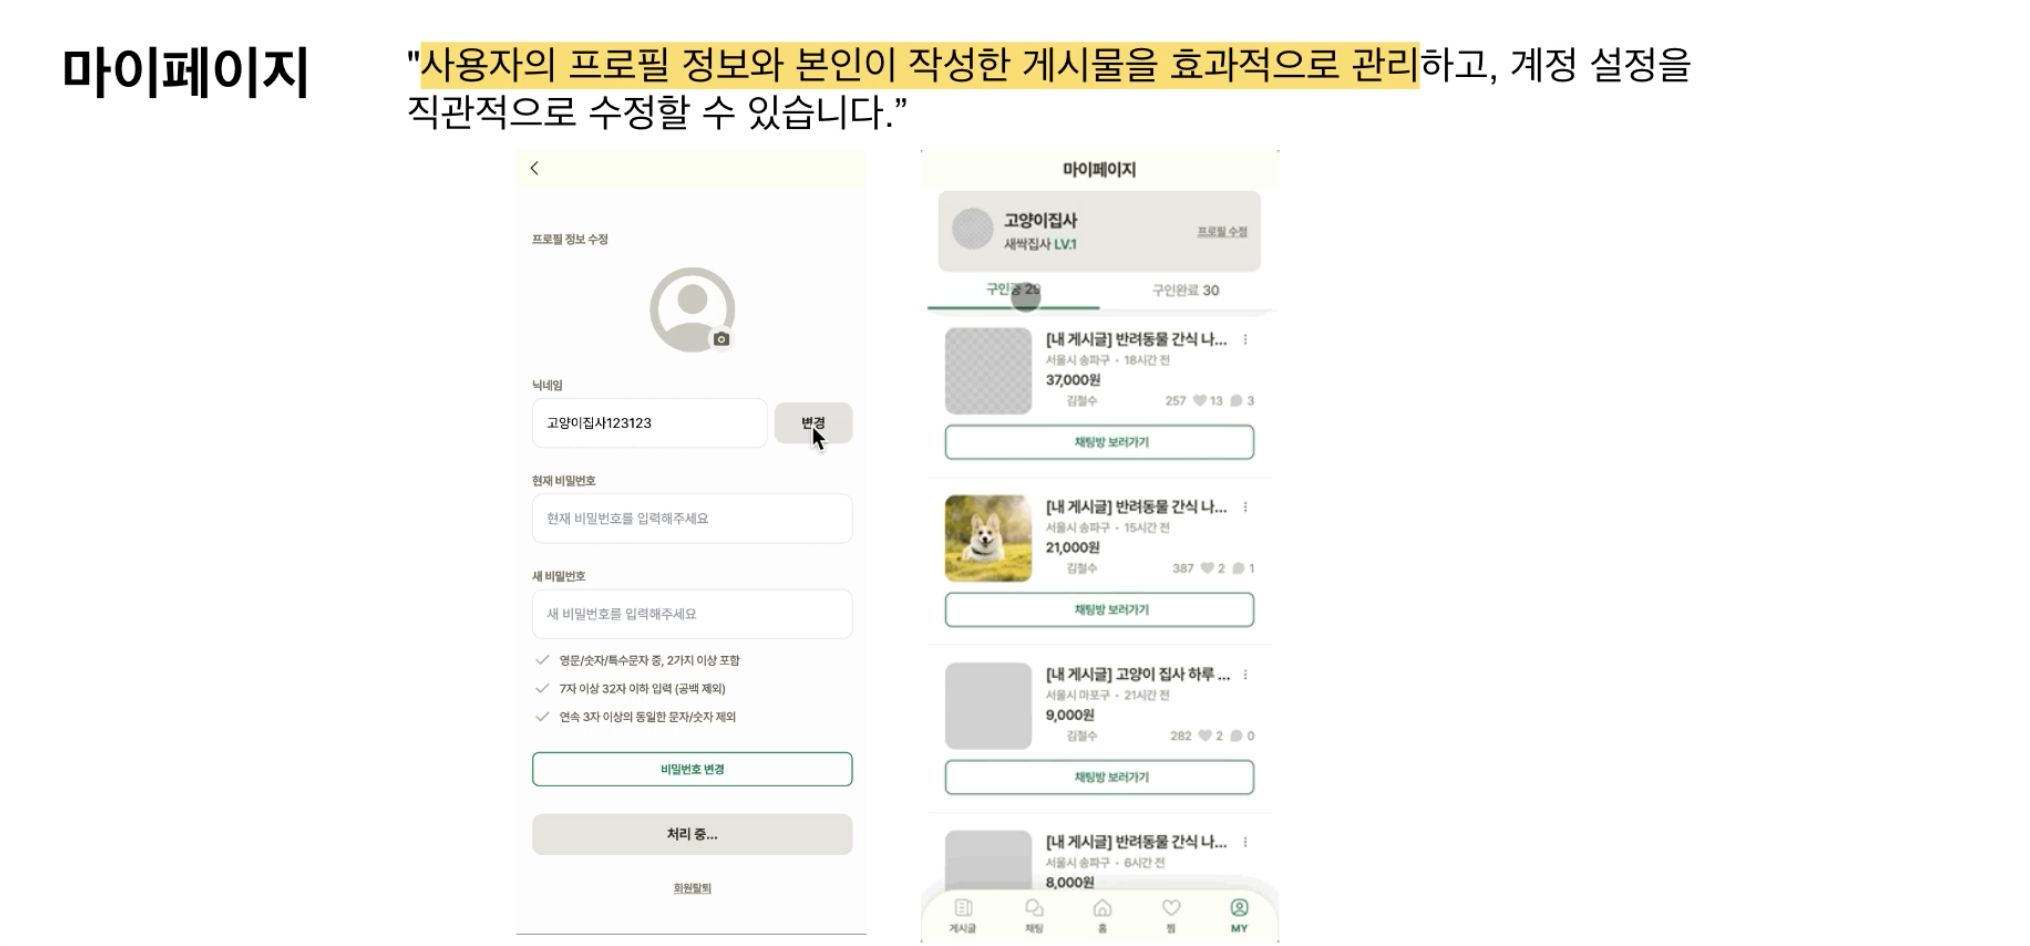 마이페이지
"사용자의 프로필 정보와 본인이 작성한 게시물을 효과적으로 관리하고, 계정 설정을
직관적으로 수정할 수 있습니다.”
프로필 정보 수정
닉네임
고양이집사123123
변경
현재 비밀번호
현재 비밀번호를 입력해주세요
새 비밀번호
새 비밀번호를 입력해주세요
영문/숫자/특수문자 중, 2가지 이상 포함
7자 이상 32자 이하 입력 (공백 제외)
연속 3자 이상의 동일한 문자/숫자 제외
비밀번호 변경
처리 중...
회원탈퇴
마이페이지
고양이집사
새싹집사 LV.1
프로필 수정
구인중 29
구인완료 30
[내 게시글] 반려동물 간식 나...
서울시 송파구 • 18시간 전
37,000원
김철수
257 13 3
채팅방 보러가기
[내 게시글] 반려동물 간식 나...
서울시 송파구 • 15시간 전
21,000원
김철수
387 2 1
채팅방 보러가기
[내 게시글] 고양이 집사 하루 ...
서울시 마포구 • 21시간 전
9,000원
김철수
282 2 0
채팅방 보러가기
[내 게시글] 반려동물 간식 나...
서울시 송파구 • 6시간 전
8,000원
게시글
채팅
홈
찜
MY